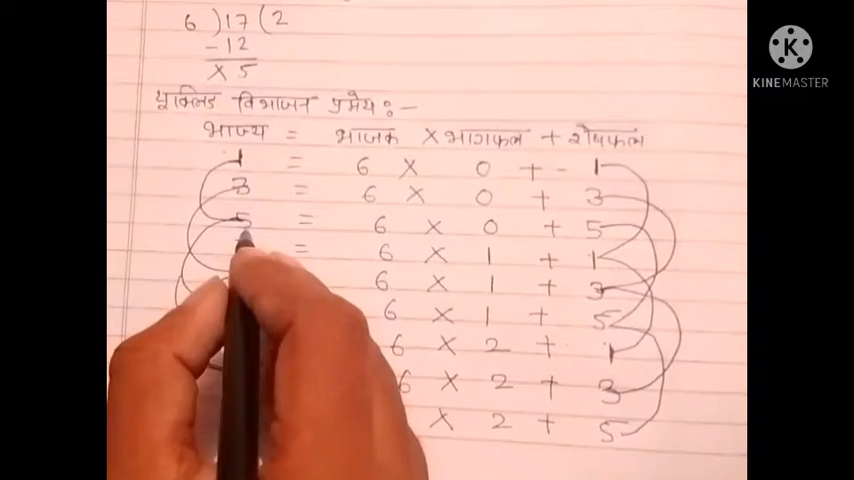 6 ) 17 ( 2
- 12
× 5
यूक्लिड विभाजन प्रमेय :-
भाज्य = भाजक × भागफल + शेषफल
1 = 6 × 0 + - 1
3 = 6 × 0 + 3
5 = 6 × 0 + 5
= 6 × 1 + 1
6 × 1 + 3
6 × 1 + 5
6 × 2 + 1
6 × 2 + 3
× 2 + 5
K
KINEMASTER